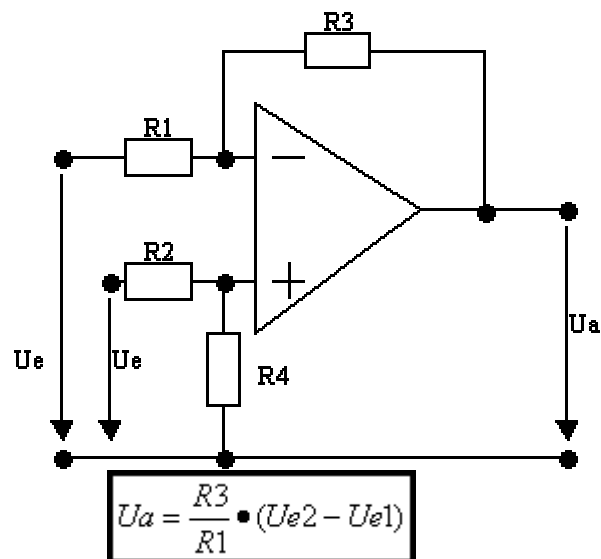 R3
R1
−
R2
+
Ue
Ue
Ua
R4
Ua = R3/R1 • (Ue2 − Ue1)